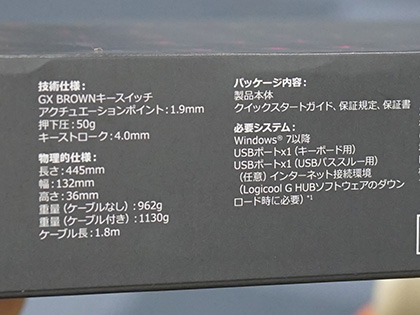 技術仕様：
GX BROWNキースイッチ
アクチュエーションポイント：1.9mm
押下圧：50g
キーストローク：4.0mm
物理的仕様：
長さ：445mm
幅：132mm
高さ：36mm
重量（ケーブルなし）：962g
重量（ケーブル付き）：1130g
ケーブル長：1.8m
パッケージ内容：
製品本体
クイックスタートガイド、保証規定、保証書
必要システム：
Windows® 7以降
USBポートx1（キーボード用）
USBポートx1（USBパススルー用）
（任意）インターネット接続環境
（Logicool G HUBソフトウェアのダウン
ロード時に必要）*1